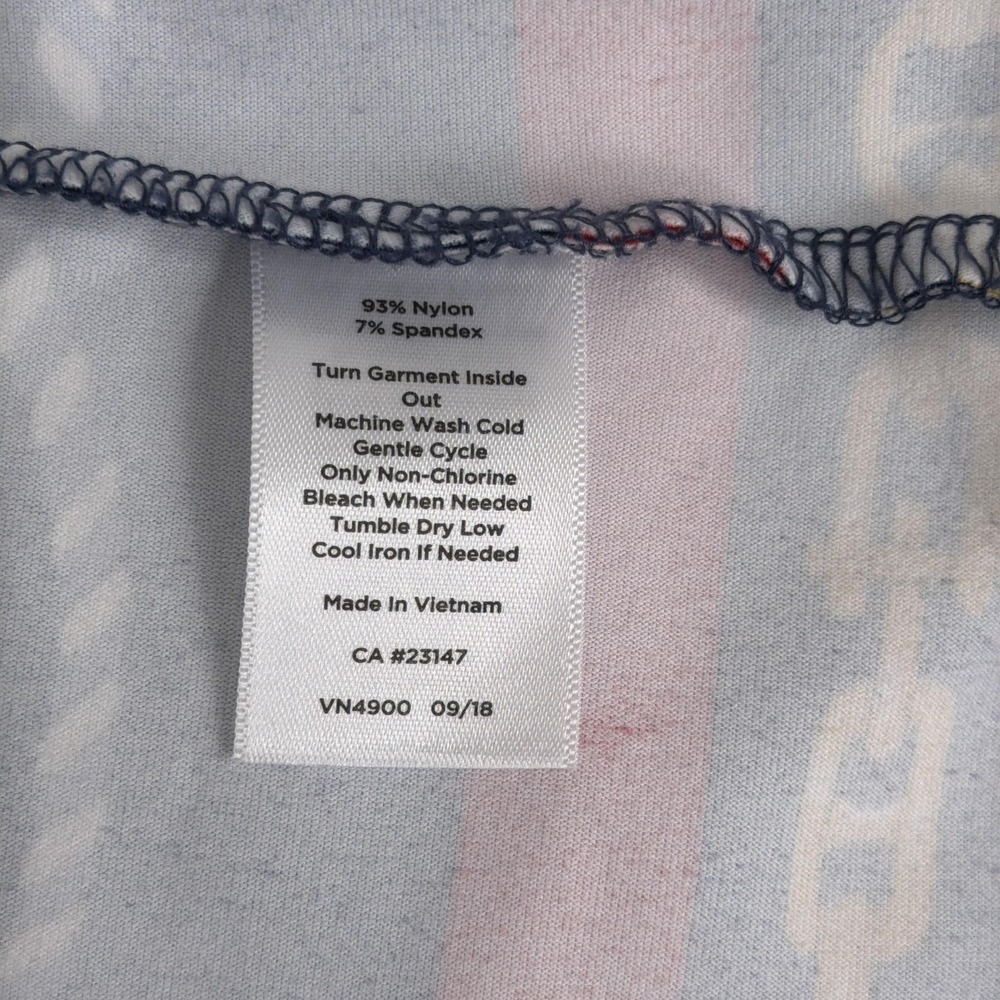 93% Nylon
7% Spandex
Turn Garment Inside
Out
Machine Wash Cold
Gentle Cycle
Only Non-Chlorine
Bleach When Needed
Tumble Dry Low
Cool Iron If Needed
Made In Vietnam
CA #23147
VN4900 09/18